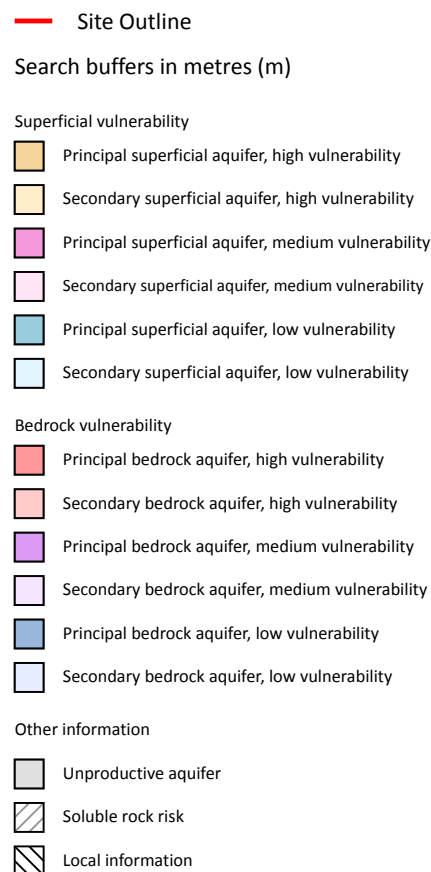 Site Outline
Search buffers in metres (m)
Superficial vulnerability
Principal superficial aquifer, high vulnerability
Secondary superficial aquifer, high vulnerability
Principal superficial aquifer, medium vulnerability
Secondary superficial aquifer, medium vulnerability
Principal superficial aquifer, low vulnerability
Secondary superficial aquifer, low vulnerability
Bedrock vulnerability
Principal bedrock aquifer, high vulnerability
Secondary bedrock aquifer, high vulnerability
Principal bedrock aquifer, medium vulnerability
Secondary bedrock aquifer, medium vulnerability
Principal bedrock aquifer, low vulnerability
Secondary bedrock aquifer, low vulnerability
Other information
Unproductive aquifer
Soluble rock risk
Local information